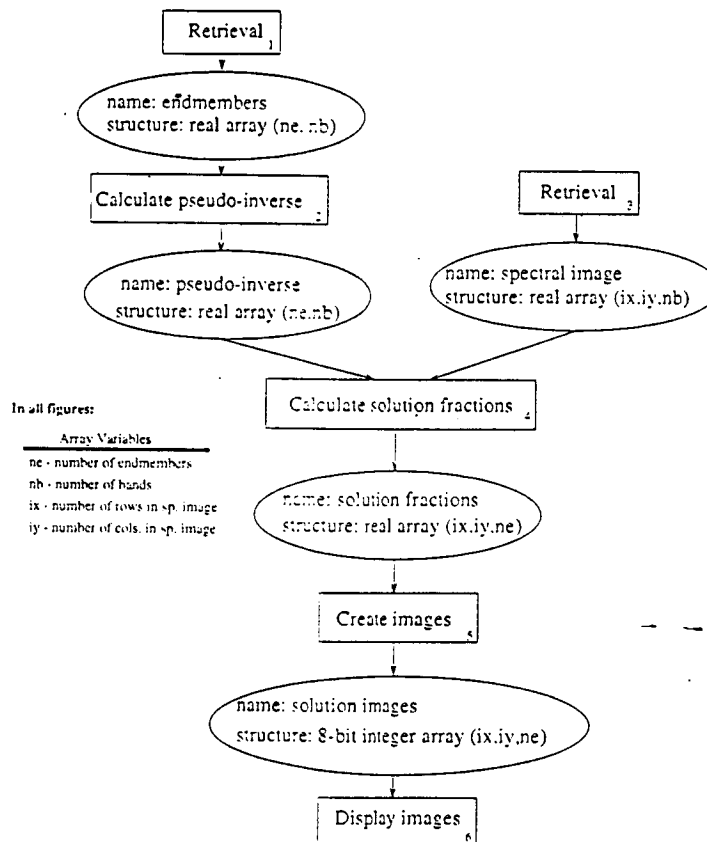 Retrieval
1
name: endmembers
structure: real array (ne, nb)
Calculate pseudo-inverse
2
Retrieval
3
name: pseudo-inverse
structure: real array (ne,nb)
name: spectral image
structure: real array (ix,iy,nb)
Calculate solution fractions
4
In all figures:
Array Variables
ne - number of endmembers
nb - number of bands
ix - number of rows in sp. image
iy - number of cols. in sp. image
name: solution fractions
structure: real array (ix,iy,ne)
Create images
5
name: solution images
structure: 8-bit integer array (ix,iy,ne)
Display images
6